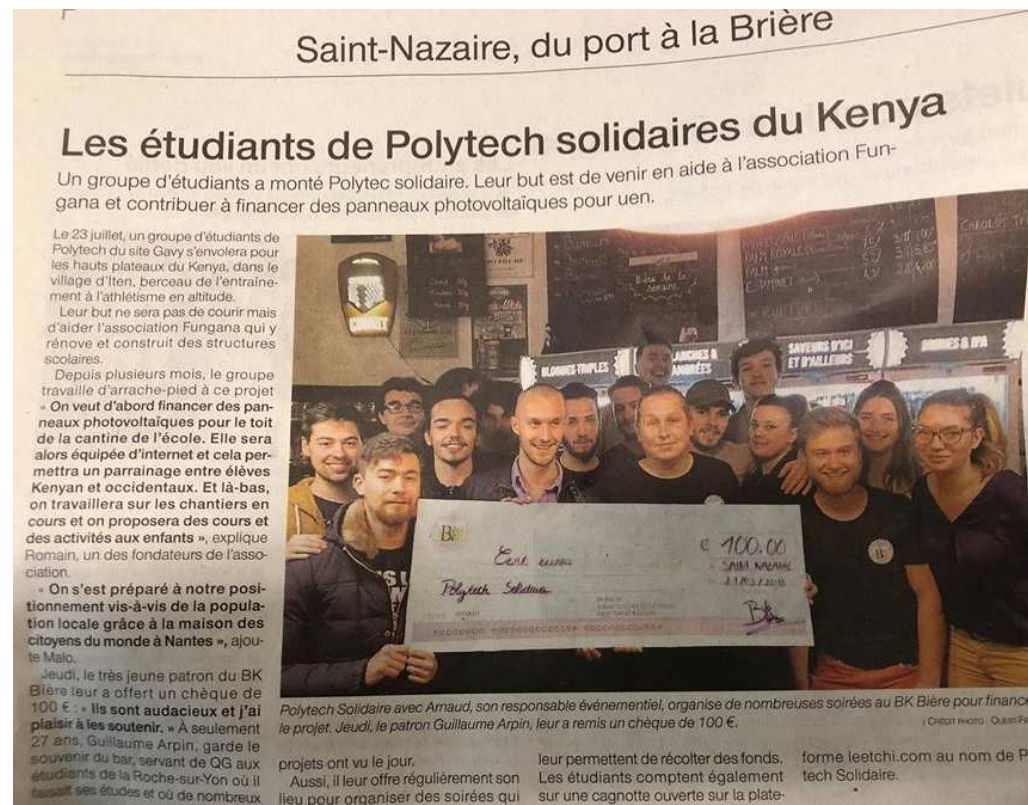 Saint-Nazaire, du port à la Brière
Les étudiants de Polytech solidaires du Kenya
Un groupe d'étudiants a monté Polytec solidaire. Leur but est de venir en aide à l'association Fun-
gana et contribuer à financer des panneaux photovoltaïques pour uen.
Le 23 juillet, un groupe d'étudiants de
Polytech du site Gavy s'envolera pour
les hauts plateaux du Kenya, dans le
village d'Iten, berceau de l'entraîne-
ment à l'athlétisme en altitude.
Leur but ne sera pas de courir mais
d'aider l'association Fungana qui y
rénove et construit des structures
scolaires.
Depuis plusieurs mois, le groupe
travaille d'arrache-pied à ce projet
« On veut d'abord financer des pan-
neaux photovoltaïques pour le toit
de la cantine de l'école. Elle sera
alors équipée d'internet et cela per-
mettra un parrainage entre élèves
Kenyan et occidentaux. Et là-bas,
on travaillera sur les chantiers en
cours et on proposera des cours et
des activités aux enfants », explique
Romain, un des fondateurs de l'asso-
ciation.
« On s'est préparé à notre posi-
tionnement vis-à-vis de la popula-
tion locale grâce à la maison des
citoyens du monde à Nantes », ajou-
te Malo.
Jeudi, le très jeune patron du BK
Bière leur a offert un chèque de
100 € : « Ils sont audacieux et j'ai
plaisir à les soutenir. » À seulement
27 ans, Guillaume Arpin, garde le
souvenir du bar, servant de QG aux
étudiants de la Roche-sur-Yon où il
faisait ses études et où de nombreux
Bière de la
semaine
BLONDES TRIPLES
BLANCHES &
AMBRÉES
SAVEURS D'ICI
ET D'AILLEURS
BRUNES & IPA
Cent euros
€ 100,00
SAINT NAZAIRE
Polytech Solidaire
Polytech Solidaire avec Arnaud, son responsable événementiel, organise de nombreuses soirées au BK Bière pour finance
le projet. Jeudi, le patron Guillaume Arpin, leur a remis un chèque de 100 €.
CRÉDIT PHOTO : OUEST-FR
projets ont vu le jour.
Aussi, il leur offre régulièrement son
lieu pour organiser des soirées qui
leur permettent de récolter des fonds.
Les étudiants comptent également
sur une cagnotte ouverte sur la plate-
forme leetchi.com au nom de P
tech Solidaire.